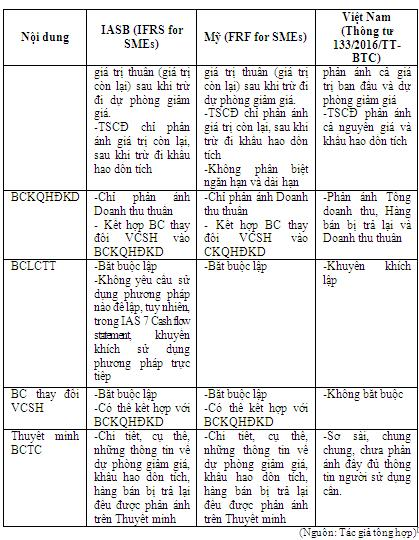 Nội dung
IASB (IFRS for
SMEs)
Mỹ (FRF for SMEs)
Việt Nam
(Thông tư
133/2016/TT-
BTC)
giá trị thuần (giá trị
còn lại) sau khi trừ
đi dự phòng giảm
giá.
-TSCĐ chỉ phản
ánh giá trị còn lại,
sau khi trừ đi khấu
hao dồn tích
giá trị thuần (giá trị
còn lại) sau khi trừ
đi dự phòng giảm giá.
-TSCĐ chỉ phản ánh
giá trị còn lại, sau khi
trừ đi khấu hao dồn
tích
-Không phân biệt
ngắn hạn và dài hạn
phản ánh cả giá
trị ban đầu và dự
phòng giảm giá
-TSCĐ phản ánh
cả nguyên giá và
khấu hao dồn tích
BCKQHĐKD
-Chỉ phản ánh
Doanh thu thuần
- Kết hợp BC thay
đổi VCSH vào
BCKQHĐKD
-Chỉ phản ánh Doanh
thu thuần
- Kết hợp BC thay
đổi VCSH vào
CKQHĐKD
-Phản ánh Tổng
doanh thu, Hàng
bán bị trả lại và
Doanh thu thuần
BCLCTT
-Bắt buộc lập
-Không yêu cầu sử
dụng phương pháp
nào để lập, tuy nhiên,
trong IAS 7 Cash flow
statement, khuyến
khích sử dụng
phương pháp trực
tiếp
-Bắt buộc lập
-Khuyến khích
lập
BC thay đổi
VCSH
-Bắt buộc lập
-Có thể kết hợp với
BCKQHĐKD
-Bắt buộc lập
-Có thể kết hợp với
BCKQHĐKD
-Không bắt buộc
Thuyết minh
BCTC
-Chi tiết, cụ thể,
những thông tin về
dự phòng giảm giá,
khấu hao dồn tích,
hàng bán bị trả lại
đều được phản ánh
trên Thuyết minh
-Chi tiết, cụ thể,
những thông tin về
dự phòng giảm giá,
khấu hao dồn tích,
hàng bán bị trả lại
đều được phản ánh
trên Thuyết minh
-Sơ sài, chung
chung, chưa phản
ánh đầy đủ thông
tin người sử dụng
cần.
(Nguồn: Tác giả tổng hợp)